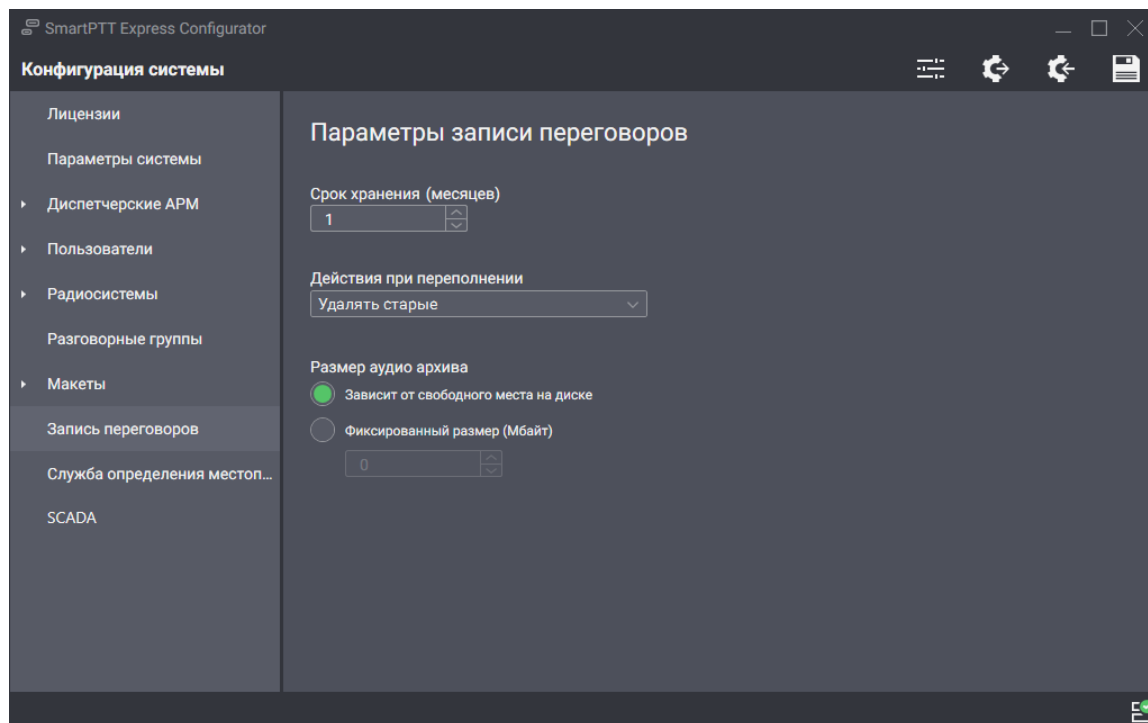 SmartPTT Express Configurator
Конфигурация системы
Лицензии
Параметры системы
Диспетчерские АРМ
Пользователи
Радиосистемы
Разговорные группы
Макеты
Запись переговоров
Служба определения местоп...
SCADA
Параметры записи переговоров
Срок хранения (месяцев)
1
Действия при переполнении
Удалять старые
Размер аудио архива
Зависит от свободного места на диске
Фиксированный размер (Мбайт)
0